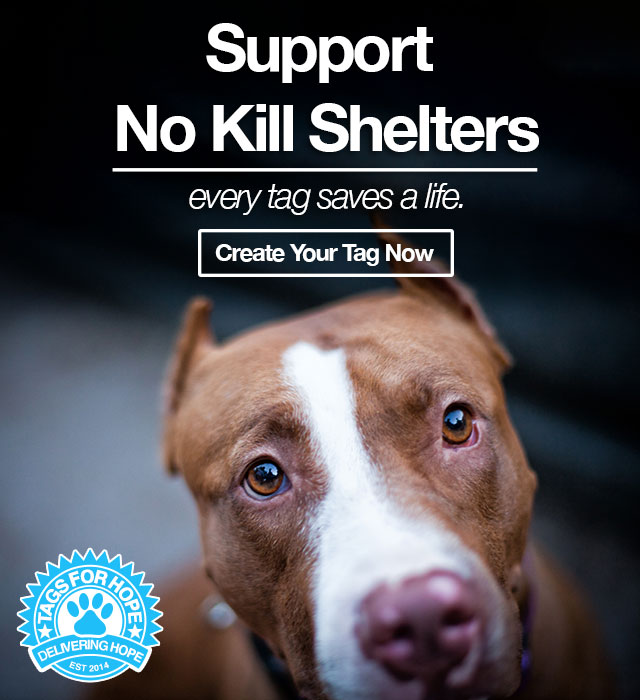 Support
No Kill Shelters
every tag saves a life.
Create Your Tag Now
TAGS FOR HOPE
DELIVERING HOPE
EST 2014